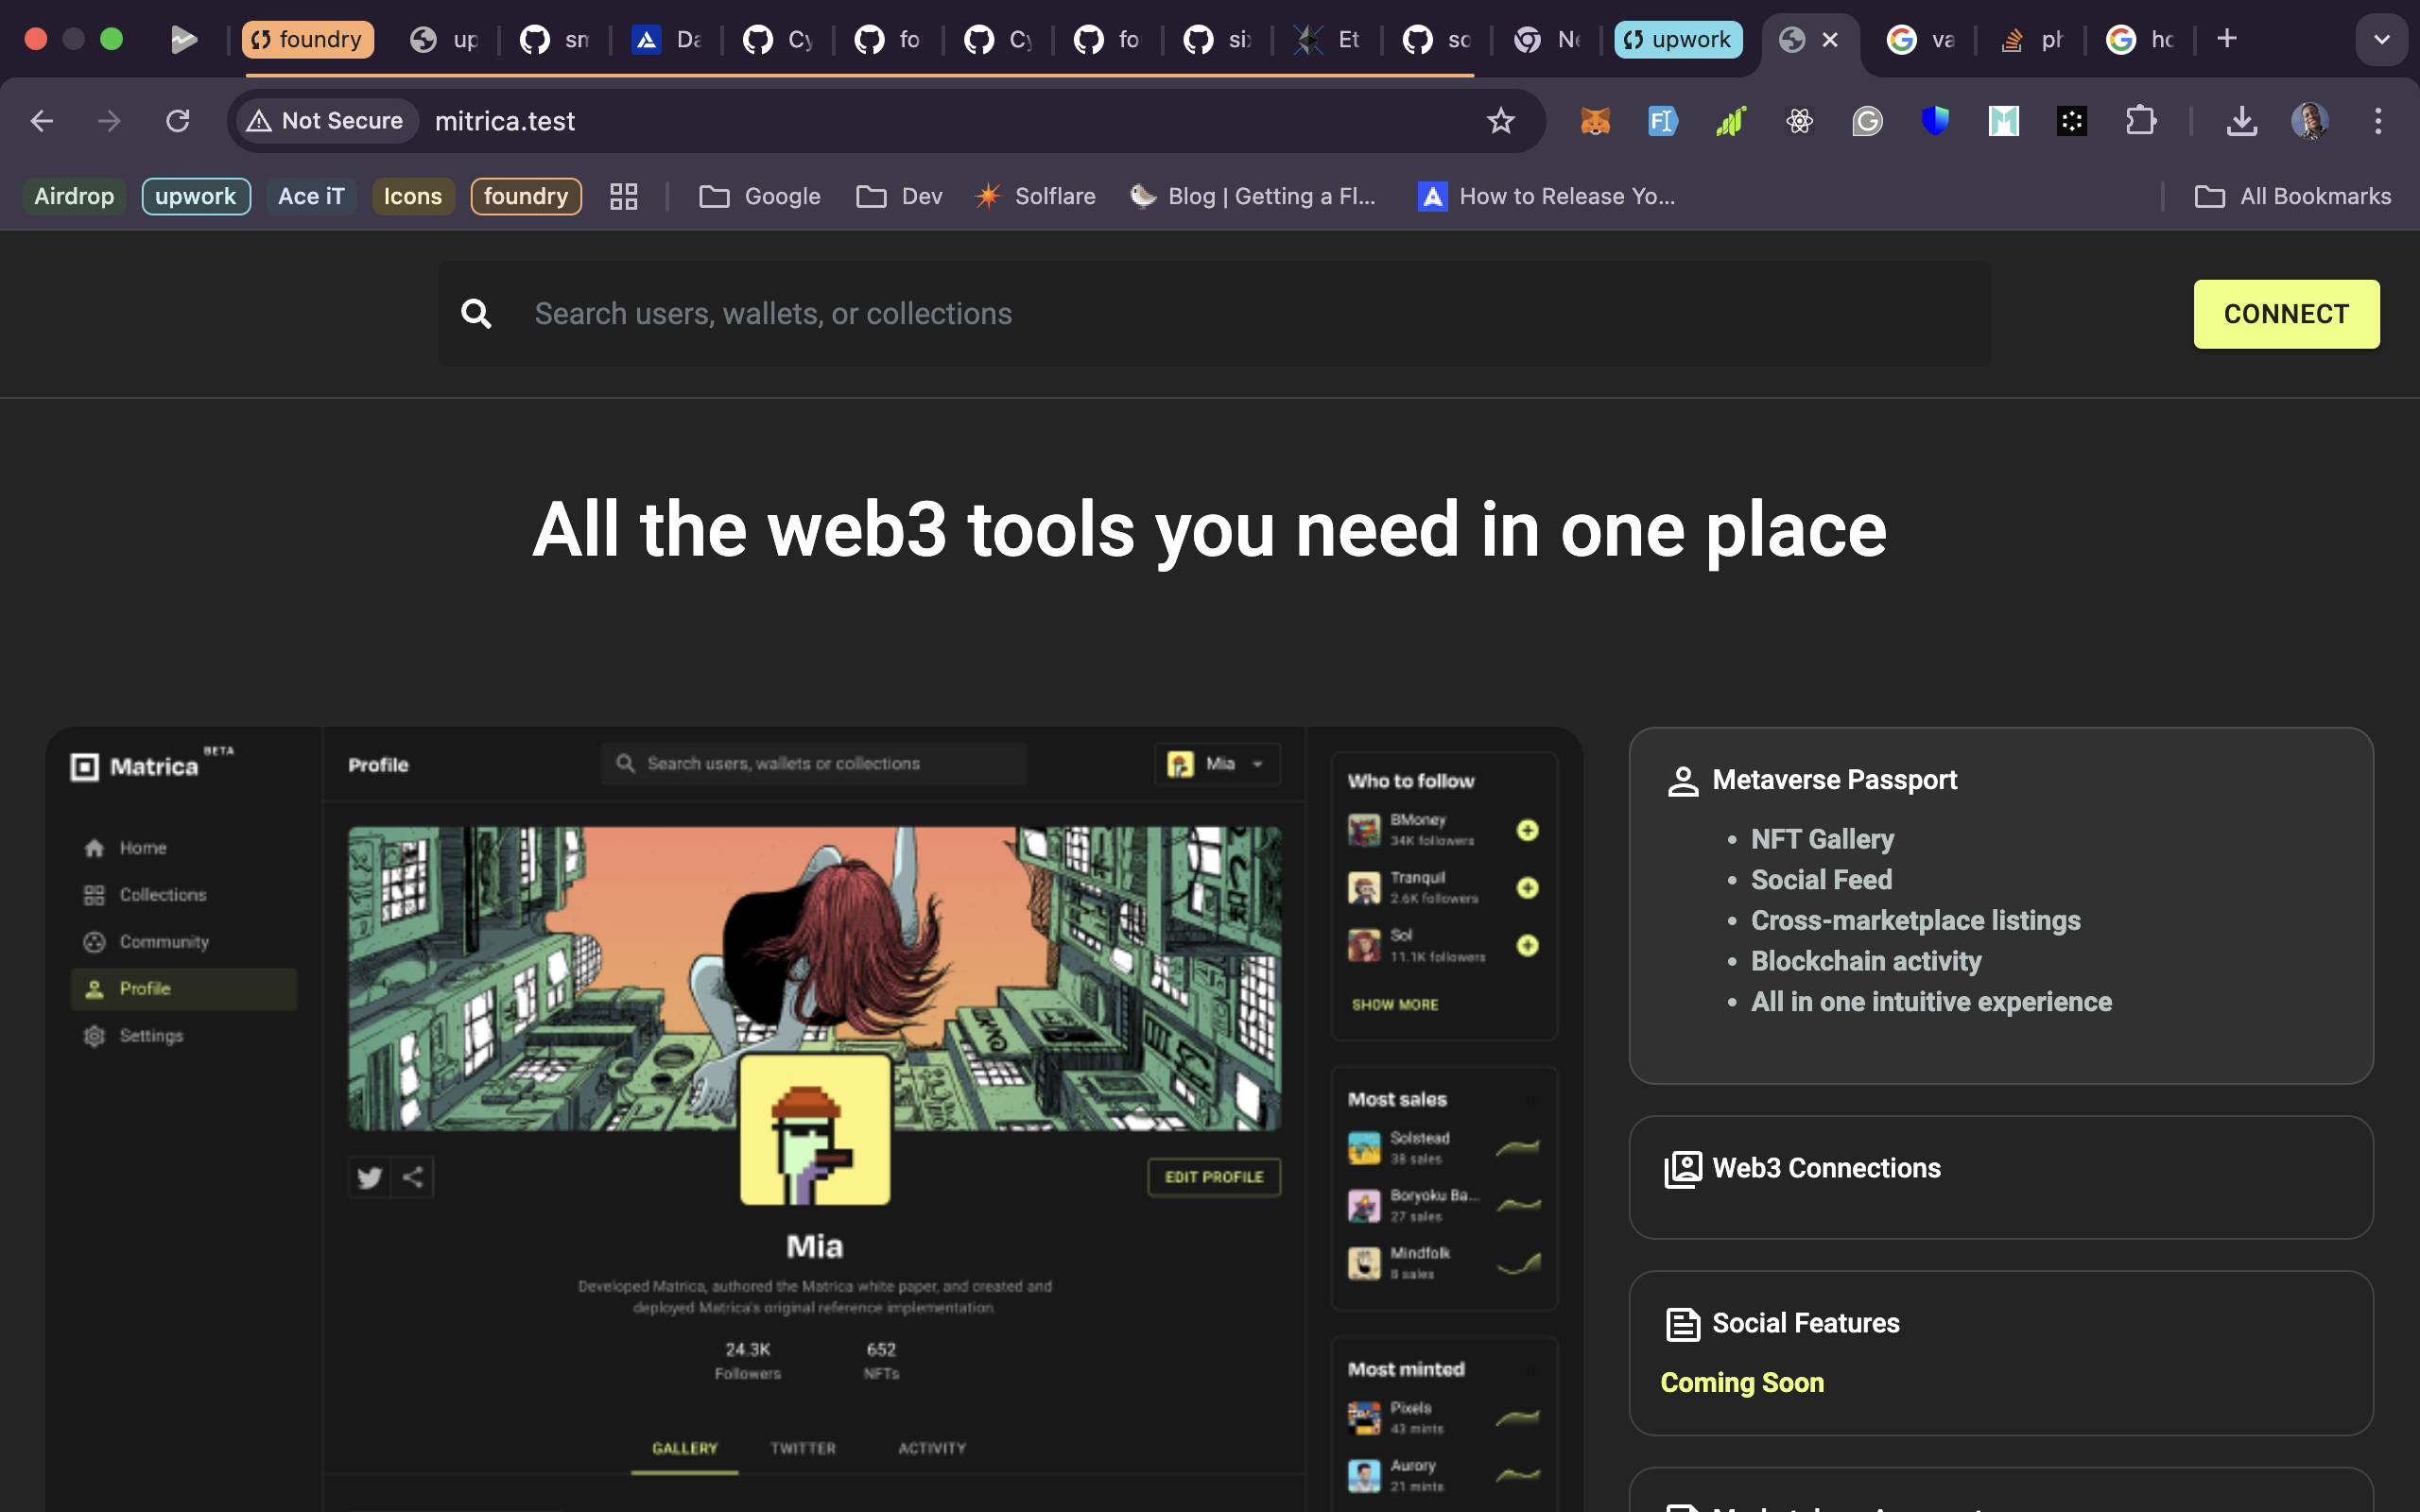 foundry
up
sm
Da
Cy
fo
Cy
fo
six
Et
sc
Ne
upwork
va
ph
ho
Not Secure
mitrica.test
Airdrop
upwork
Ace iT
Icons
foundry
Google
Dev
Solflare
Blog | Getting a Fl...
How to Release Yo...
All Bookmarks
Search users, wallets, or collections
CONNECT
All the web3 tools you need in one place
Matrica BETA
Home
Collections
Community
Profile
Settings
Profile
Search users, wallets or collections
Mia
EDIT PROFILE
Mia
Developed Matrica, authored the Matrica white paper, and created and
deployed Matrica's original reference implementation.
24.3K
Followers
652
NFTs
GALLERY
TWITTER
ACTIVITY
Who to follow
BMoney
34K followers
Tranquil
2.6K followers
Sol
11.1K followers
SHOW MORE
Most sales
Solstead
38 sales
Boryoku Ba...
27 sales
Mindfolk
8 sales
Most minted
Pixels
43 mints
Aurory
21 mints
Metaverse Passport
• NFT Gallery
• Social Feed
• Cross-marketplace listings
• Blockchain activity
• All in one intuitive experience
Web3 Connections
Social Features
Coming Soon